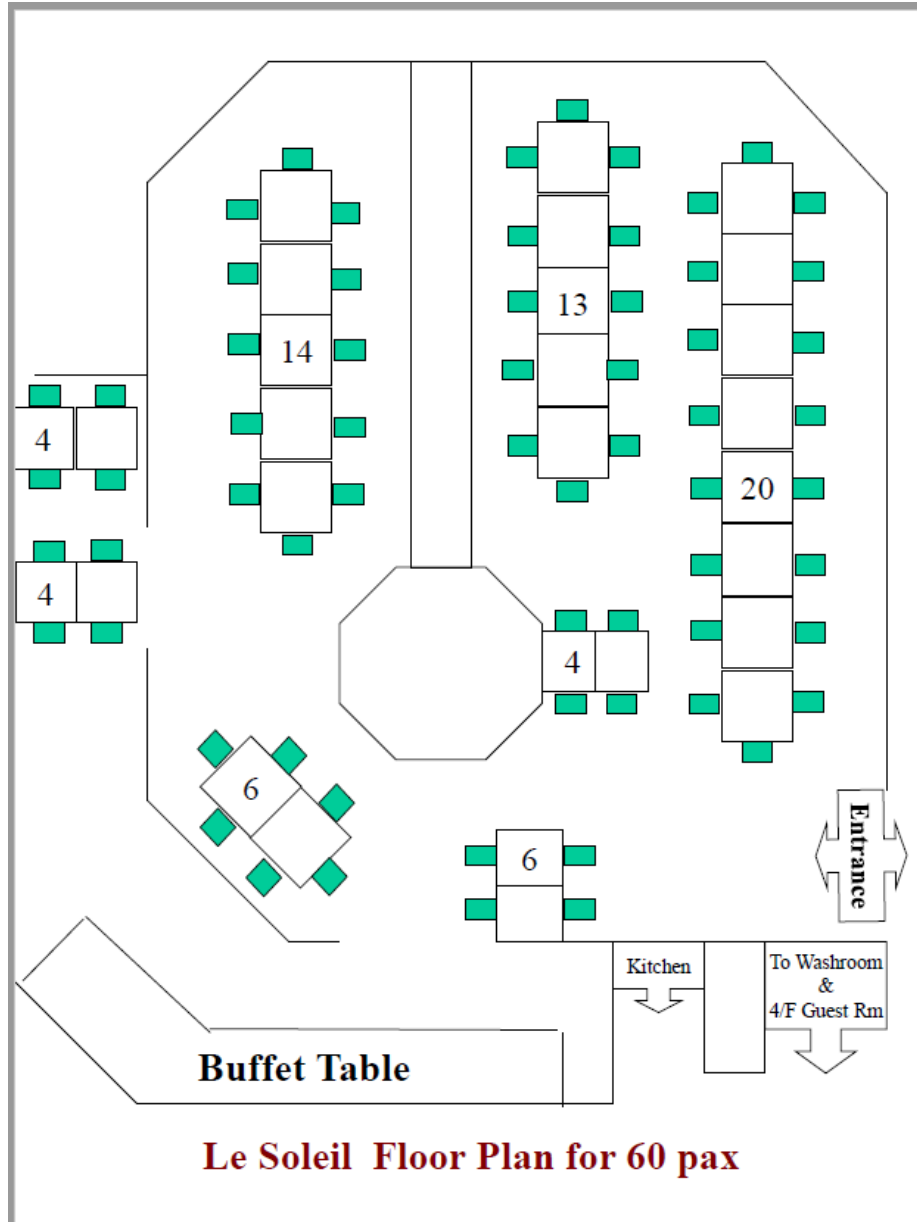 13
14
4
20
4
4
6
6
Entrance
Kitchen
To Washroom
&
4/F Guest Rm
Buffet Table
Le Soleil  Floor Plan for 60 pax